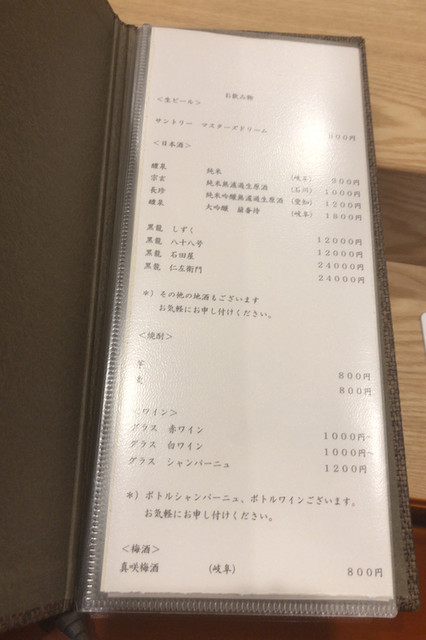 お飲み物
<生ビール>
サントリー マスターズドリーム 800円
<日本酒>
醴泉 純米 (岐阜) 900円
宗玄 純米無濾過生原酒 (石川) 1000円
長珍 純米吟醸無濾過生原酒 (愛知) 1200円
醴泉 大吟醸 蘭奢待 (岐阜) 1800円
黒龍 しずく 12000円
黒龍 八十八号 12000円
黒龍 石田屋 24000円
黒龍 仁左衛門 24000円
*)その他の地酒もございます
お気軽にお申し付けください。
<焼酎>
芋 800円
麦 800円
<ワイン>
グラス 赤ワイン 1000円~
グラス 白ワイン 1000円~
グラス シャンパーニュ 1200円
*)ボトルシャンパーニュ、ボトルワインございます。
お気軽にお申し付けください。
<梅酒>
真咲梅酒 (岐阜) 800円